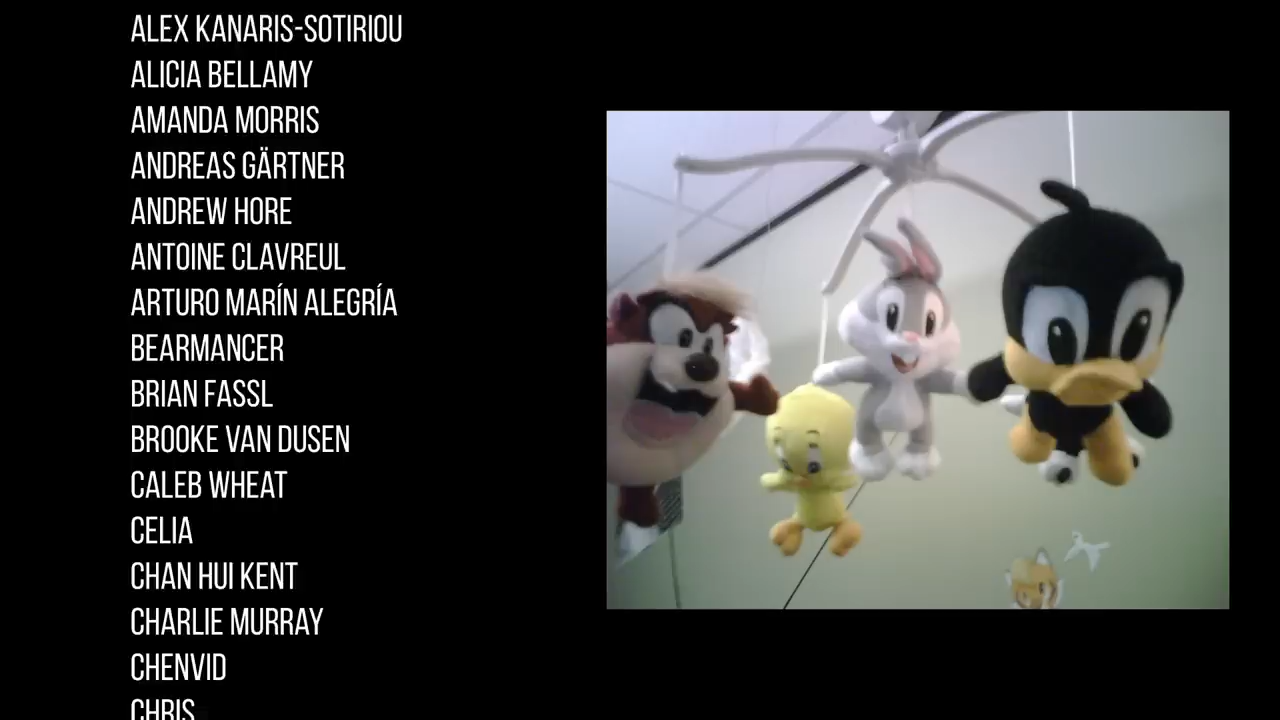 ALEX KANARIS-SOTIRIOU
ALICIA BELLAMY
AMANDA MORRIS
ANDREAS GÄRTNER
ANDREW HORE
ANTOINE CLAVREUL
ARTURO MARÍN ALEGRÍA
BEARMANCER
BRIAN FASSL
BROOKE VAN DUSEN
CALEB WHEAT
CELIA
CHAN HUI KENT
CHARLIE MURRAY
CHENVID
CHRIS